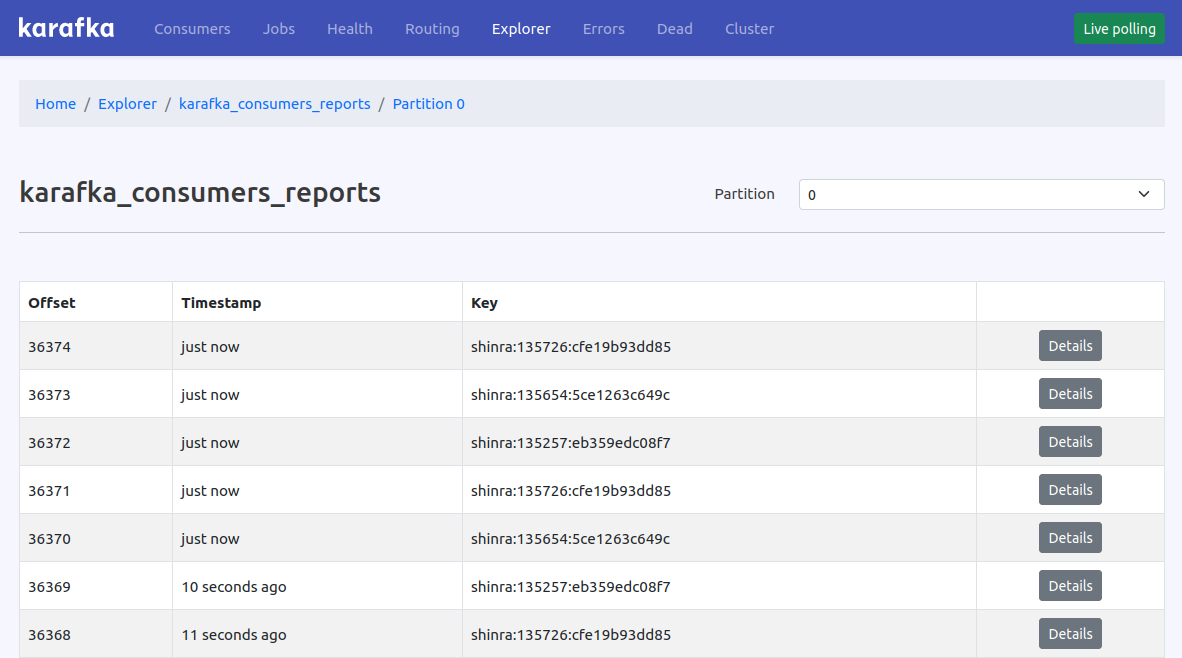 karafka Consumers Jobs Health Routing Explorer Errors Dead Cluster Live polling
Home / Explorer / karafka_consumers_reports / Partition 0
karafka_consumers_reports Partition 0
Offset Timestamp Key
36374 just now shinra:135726:cfe19b93dd85 Details
36373 just now shinra:135654:5ce1263c649c Details
36372 just now shinra:135257:eb359edc08f7 Details
36371 just now shinra:135726:cfe19b93dd85 Details
36370 just now shinra:135654:5ce1263c649c Details
36369 10 seconds ago shinra:135257:eb359edc08f7 Details
36368 11 seconds ago shinra:135726:cfe19b93dd85 Details